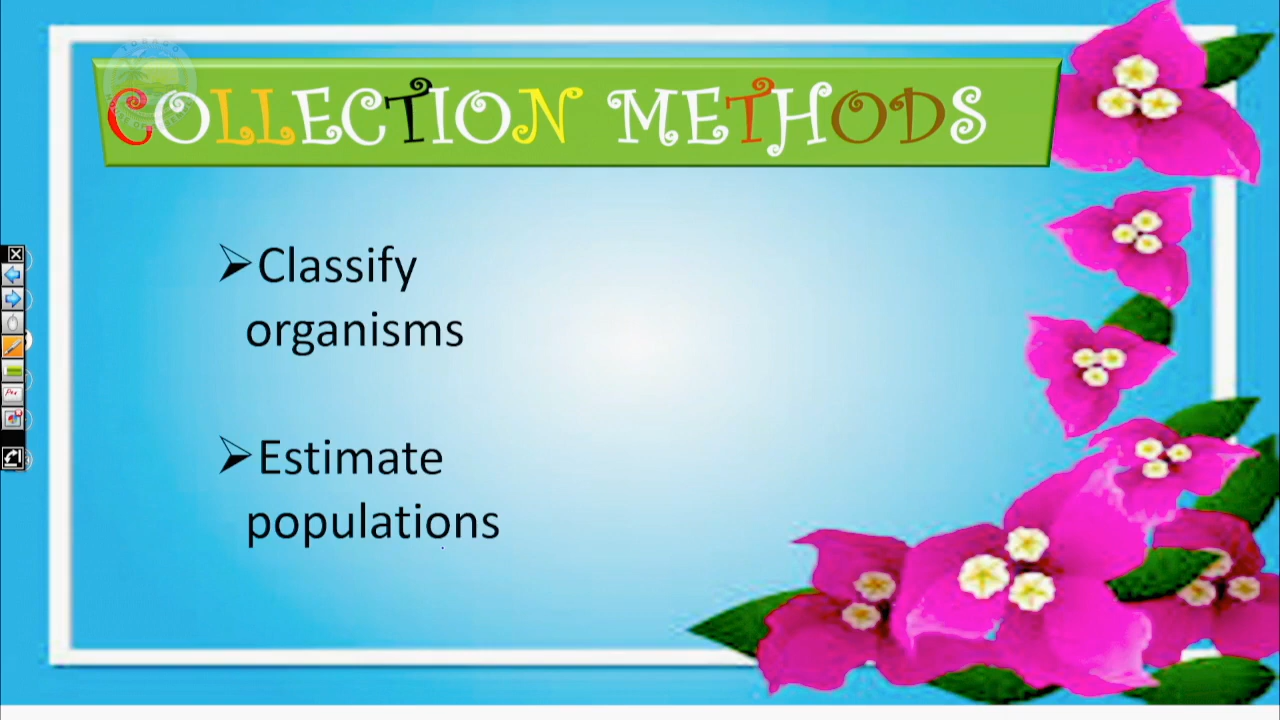 COLLECTION METHODS
Classify
organisms
Estimate
populations